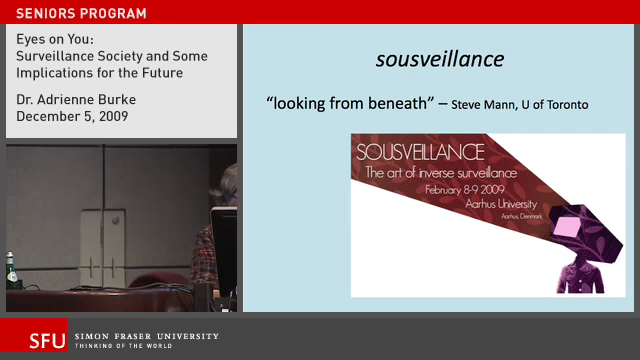 SENIORS PROGRAM
Eyes on You:
Surveillance Society and Some
Implications for the Future
Dr. Adrienne Burke
December 5, 2009
sousveillance
“looking from beneath” – Steve Mann, U of Toronto
SOUSVEILLANCE
The art of inverse surveillance
February 8-9 2009
Aarhus University
Aarhus, Denmark
SFU
SIMON FRASER UNIVERSITY
THINKING OF THE WORLD